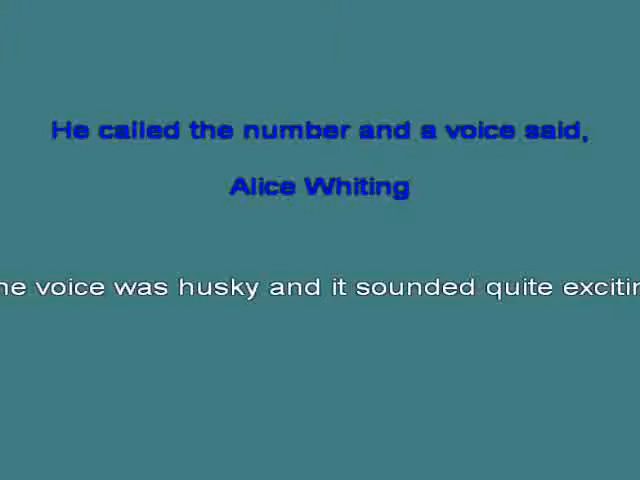 He called the number and a voice said,
Alice Whiting
he voice was husky and it sounded quite excitin